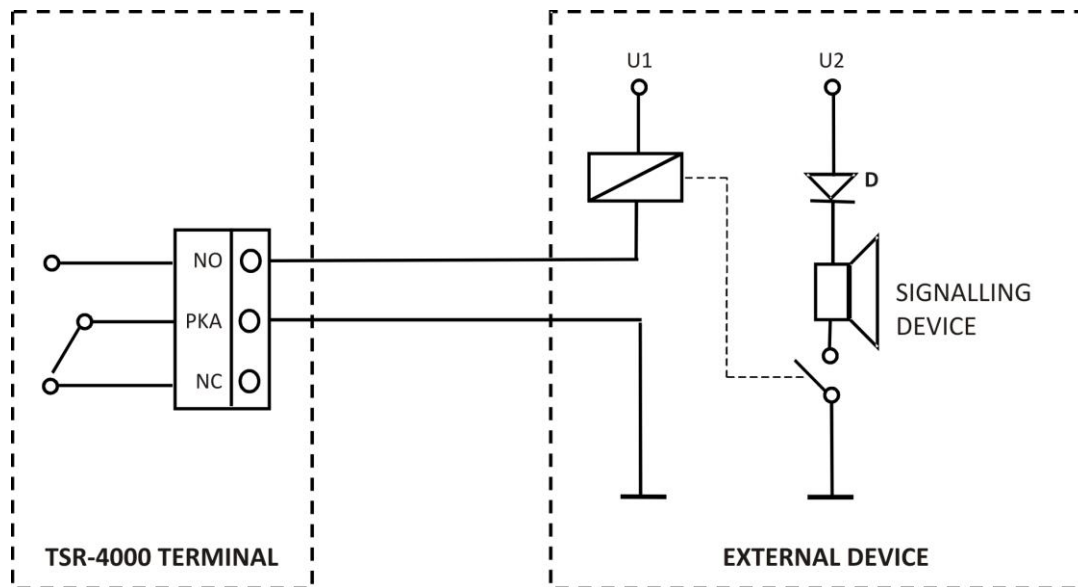 U1
U2
D
NO
PKA
NC
SIGNALLING
DEVICE
TSR-4000 TERMINAL
EXTERNAL DEVICE